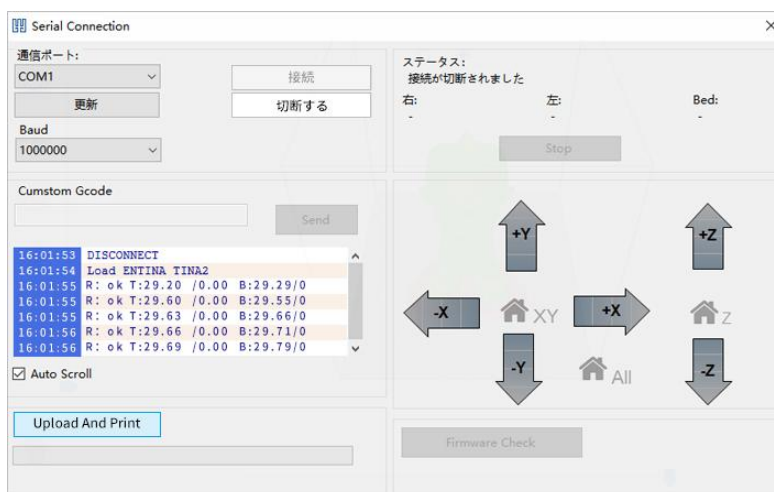 Serial Connection
通信ポート:
COM1
接続
更新
切断する
Baud
1000000
ステータス:
接続が切断されました
右: 左: Bed:
- - -
Stop
Cumstom Gcode
Send
16:01:53 DISCONNECT
16:01:54 Load ENTINA TINA2
16:01:55 R: ok T:29.20 /0.00 B:29.29/0
16:01:55 R: ok T:29.60 /0.00 B:29.55/0
16:01:55 R: ok T:29.63 /0.00 B:29.66/0
16:01:56 R: ok T:29.66 /0.00 B:29.71/0
16:01:56 R: ok T:29.69 /0.00 B:29.79/0
Auto Scroll
+Y
+Z
-X
XY
+X
Z
-Y
All
-Z
Upload And Print
Firmware Check